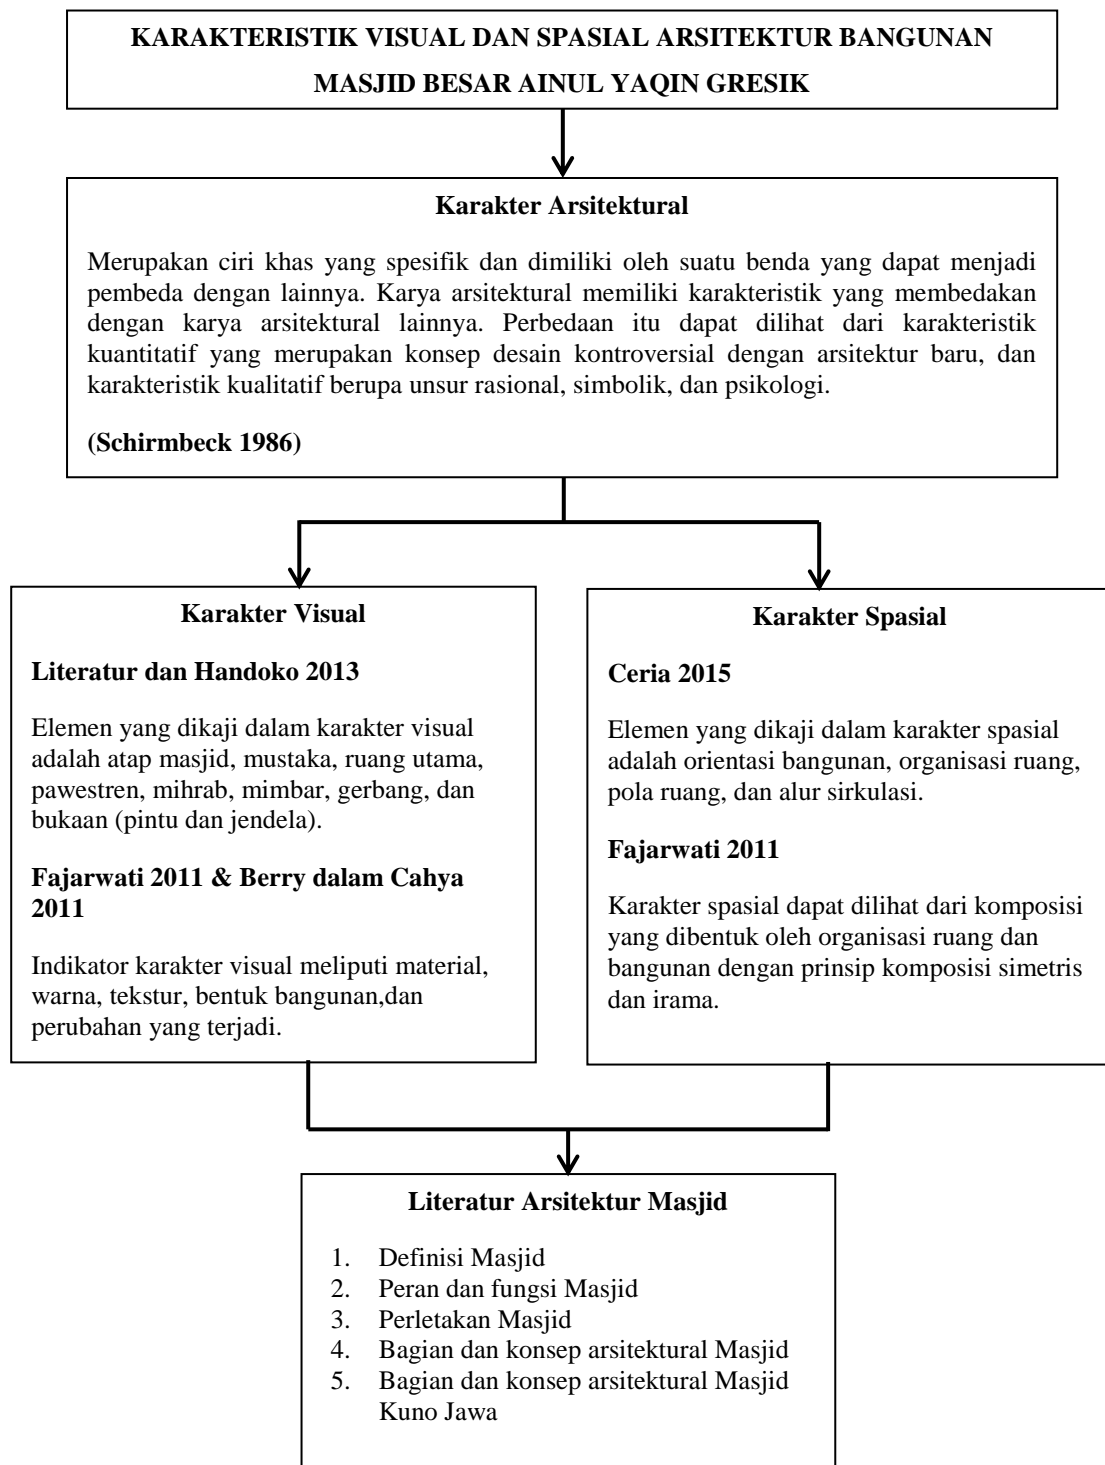 KARAKTERISTIK VISUAL DAN SPASIAL ARSITEKTUR BANGUNAN
MASJID BESAR AINUL YAQIN GRESIK
Karakter Arsitektural
Merupakan ciri khas yang spesifik dan dimiliki oleh suatu benda yang dapat menjadi
pembeda dengan lainnya. Karya arsitektural memiliki karakteristik yang membedakan
dengan karya arsitektural lainnya. Perbedaan itu dapat dilihat dari karakteristik
kuantitatif yang merupakan konsep desain kontroversial dengan arsitektur baru, dan
karakteristik kualitatif berupa unsur rasional, simbolik, dan psikologi.
(Schirmbeck 1986)
Karakter Visual
Literatur dan Handoko 2013
Elemen yang dikaji dalam karakter visual
adalah atap masjid, mustaka, ruang utama,
pawestren, mihrab, mimbar, gerbang, dan
bukaan (pintu dan jendela).
Fajarwati 2011 & Berry dalam Cahya
2011
Indikator karakter visual meliputi material,
warna, tekstur, bentuk bangunan,dan
perubahan yang terjadi.
Karakter Spasial
Ceria 2015
Elemen yang dikaji dalam karakter spasial
adalah orientasi bangunan, organisasi ruang,
pola ruang, dan alur sirkulasi.
Fajarwati 2011
Karakter spasial dapat dilihat dari komposisi
yang dibentuk oleh organisasi ruang dan
bangunan dengan prinsip komposisi simetris
dan irama.
Literatur Arsitektur Masjid
1. Definisi Masjid
2. Peran dan fungsi Masjid
3. Perletakan Masjid
4. Bagian dan konsep arsitektural Masjid
5. Bagian dan konsep arsitektural Masjid
Kuno Jawa